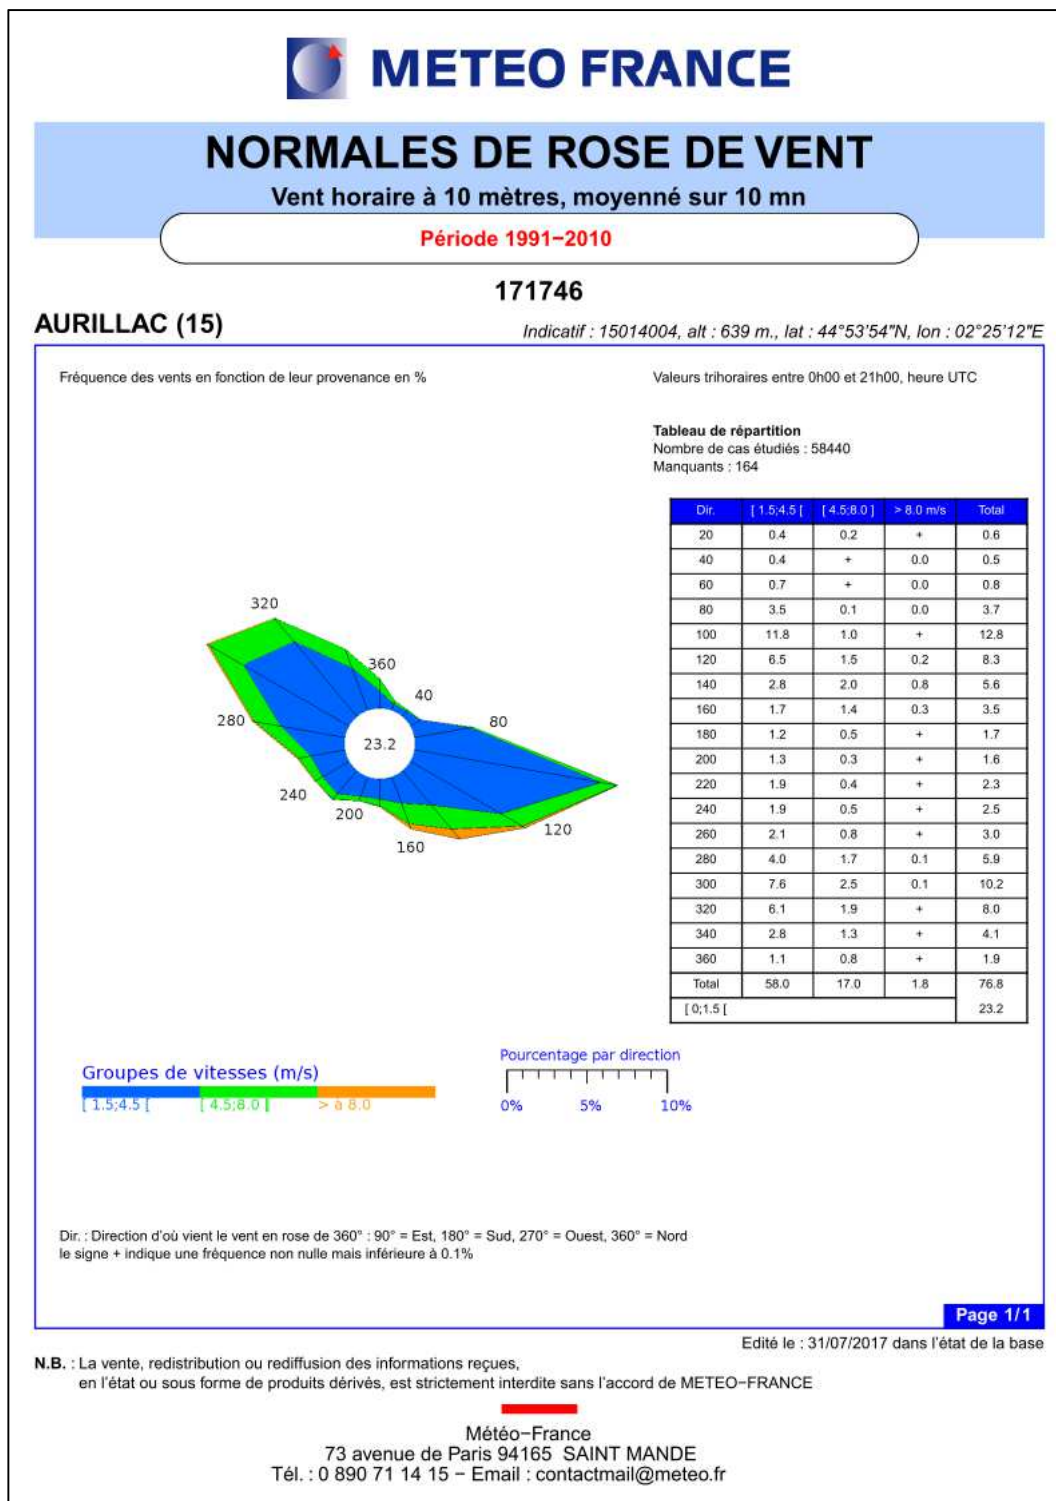 METEO FRANCE
NORMALES DE ROSE DE VENT
Vent horaire à 10 mètres, moyenné sur 10 mn
Période 1991−2010
171746
AURILLAC (15)
Indicatif : 15014004, alt : 639 m., lat : 44°53'54"N, lon : 02°25'12"E
Fréquence des vents en fonction de leur provenance en %
Valeurs trihoraires entre 0h00 et 21h00, heure UTC
Tableau de répartition
Nombre de cas étudiés : 58440
Manquants : 164
Dir. [ 1.5;4.5 [ [ 4.5;8.0 ] > 8.0 m/s Total
20 0.4 0.2 + 0.6
40 0.4 + 0.0 0.5
60 0.7 + 0.0 0.8
80 3.5 0.1 0.0 3.7
100 11.8 1.0 + 12.8
120 6.5 1.5 0.2 8.3
140 2.8 2.0 0.8 5.6
160 1.7 1.4 0.3 3.5
180 1.2 0.5 + 1.7
200 1.3 0.3 + 1.6
220 1.9 0.4 + 2.3
240 1.9 0.5 + 2.5
260 2.1 0.8 + 3.0
280 4.0 1.7 0.1 5.9
300 7.6 2.5 0.1 10.2
320 6.1 1.9 + 8.0
340 2.8 1.3 + 4.1
360 1.1 0.8 + 1.9
Total 58.0 17.0 1.8 76.8
[ 0;1.5 [ 23.2
320
360
40
80
280
23.2
240
200
120
160
Groupes de vitesses (m/s)
[ 1.5;4.5 [ [ 4.5;8.0 ] > à 8.0
Pourcentage par direction
0% 5% 10%
Dir. : Direction d'où vient le vent en rose de 360° : 90° = Est, 180° = Sud, 270° = Ouest, 360° = Nord
le signe + indique une fréquence non nulle mais inférieure à 0.1%
Page 1/1
Edité le : 31/07/2017 dans l'état de la base
N.B. : La vente, redistribution ou rediffusion des informations reçues,
en l'état ou sous forme de produits dérivés, est strictement interdite sans l'accord de METEO−FRANCE
Météo−France
73 avenue de Paris 94165 SAINT MANDE
Tél. : 0 890 71 14 15 − Email : contactmail@meteo.fr